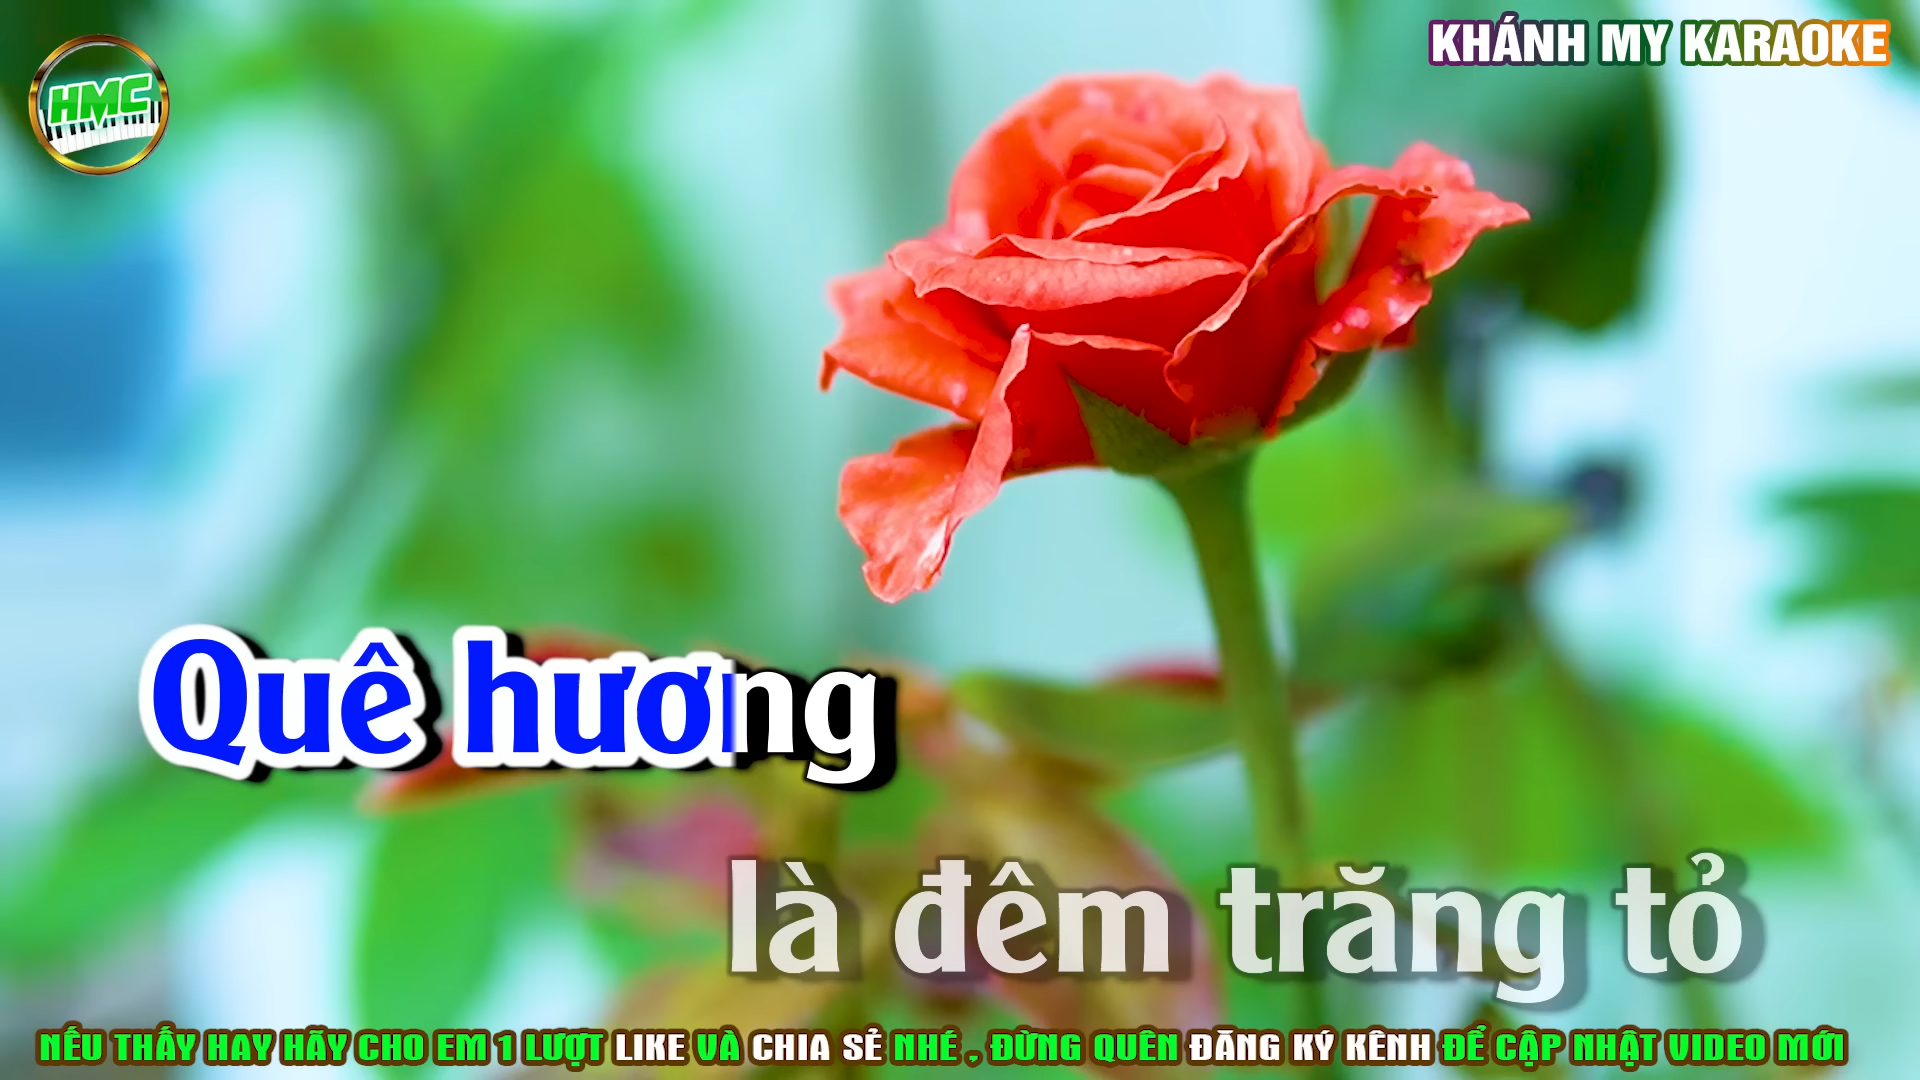 KHÁNH MY KARAOKE
HMC
Quê hương
là đêm trăng tỏ
NẾU THẤY HAY HÃY CHO EM 1 LƯỢT LIKE VÀ CHIA SẺ NHÉ , ĐỪNG QUÊN ĐĂNG KÝ KÊNH ĐỂ CẬP NHẬT VIDEO MỚI